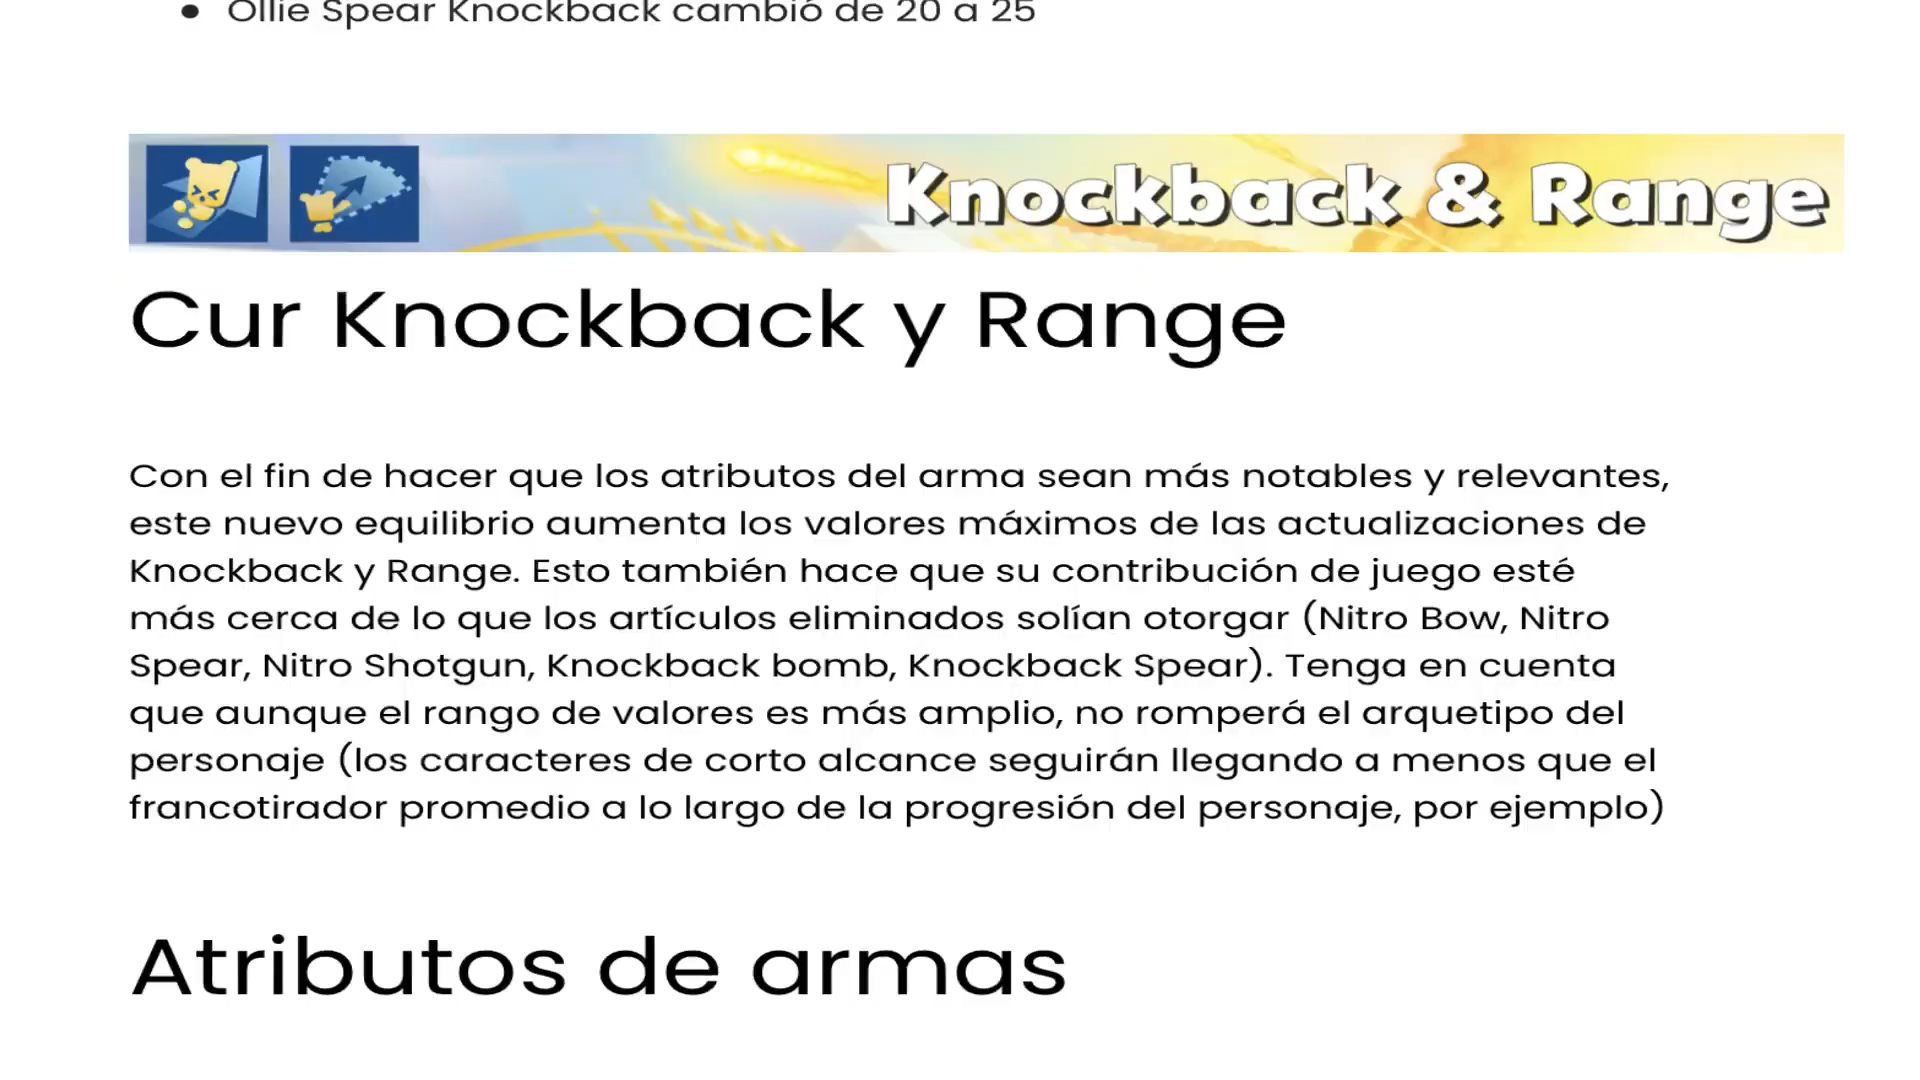 ● Ollie Spear Knockback cambió de 20 a 25
Knockback & Range
Cur Knockback y Range
Con el fin de hacer que los atributos del arma sean más notables y relevantes,
este nuevo equilibrio aumenta los valores máximos de las actualizaciones de
Knockback y Range. Esto también hace que su contribución de juego esté
más cerca de lo que los artículos eliminados solían otorgar (Nitro Bow, Nitro
Spear, Nitro Shotgun, Knockback bomb, Knockback Spear). Tenga en cuenta
que aunque el rango de valores es más amplio, no romperá el arquetipo del
personaje (los caracteres de corto alcance seguirán llegando a menos que el
francotirador promedio a lo largo de la progresión del personaje, por ejemplo)
Atributos de armas